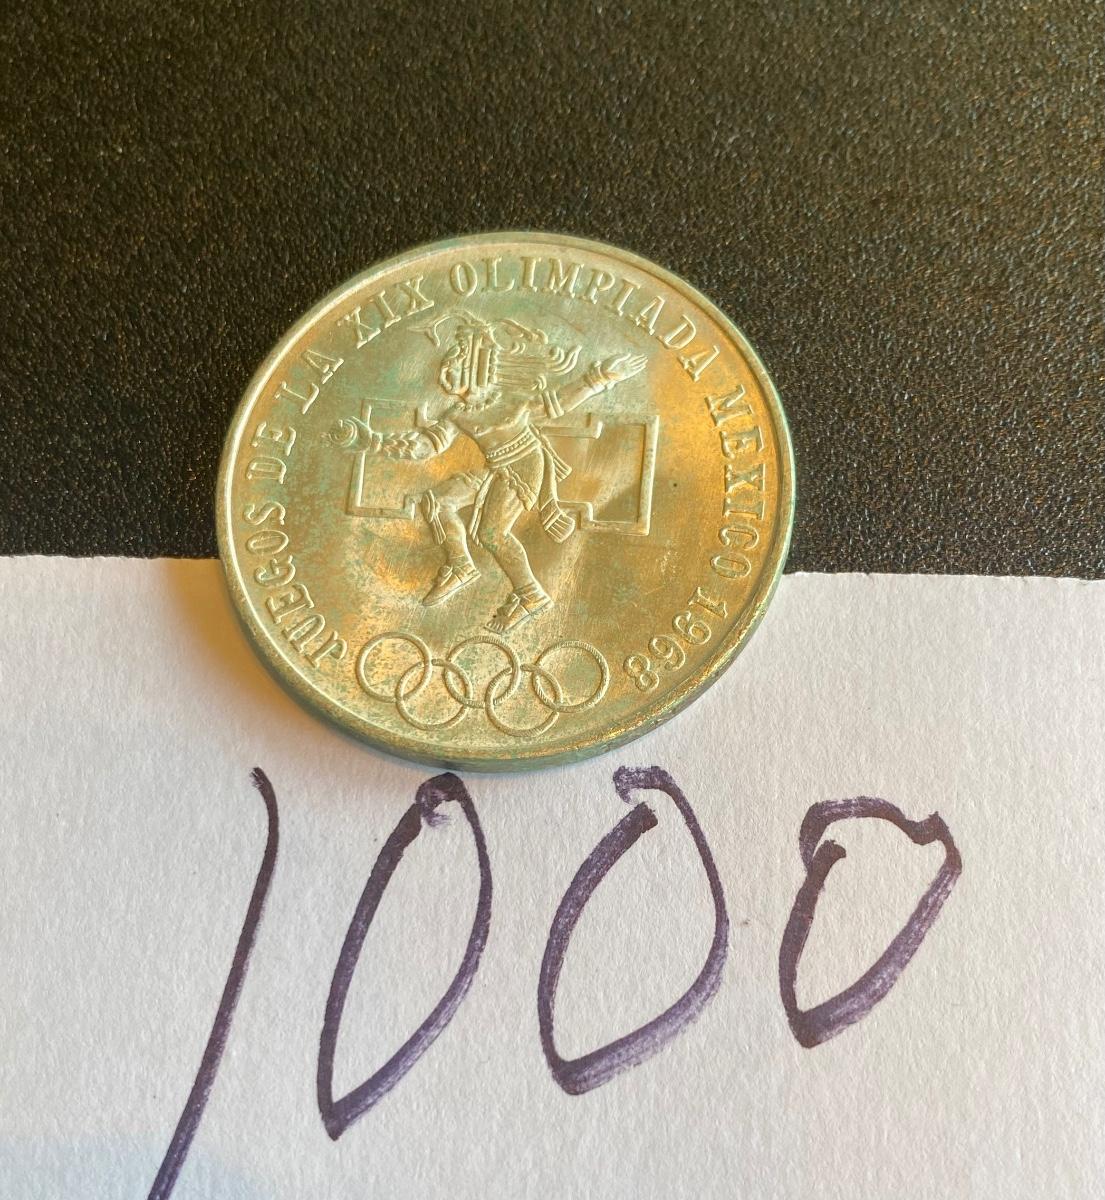 JUEGOS DE LA XIX OLIMPIADA MEXICO 1968
1000